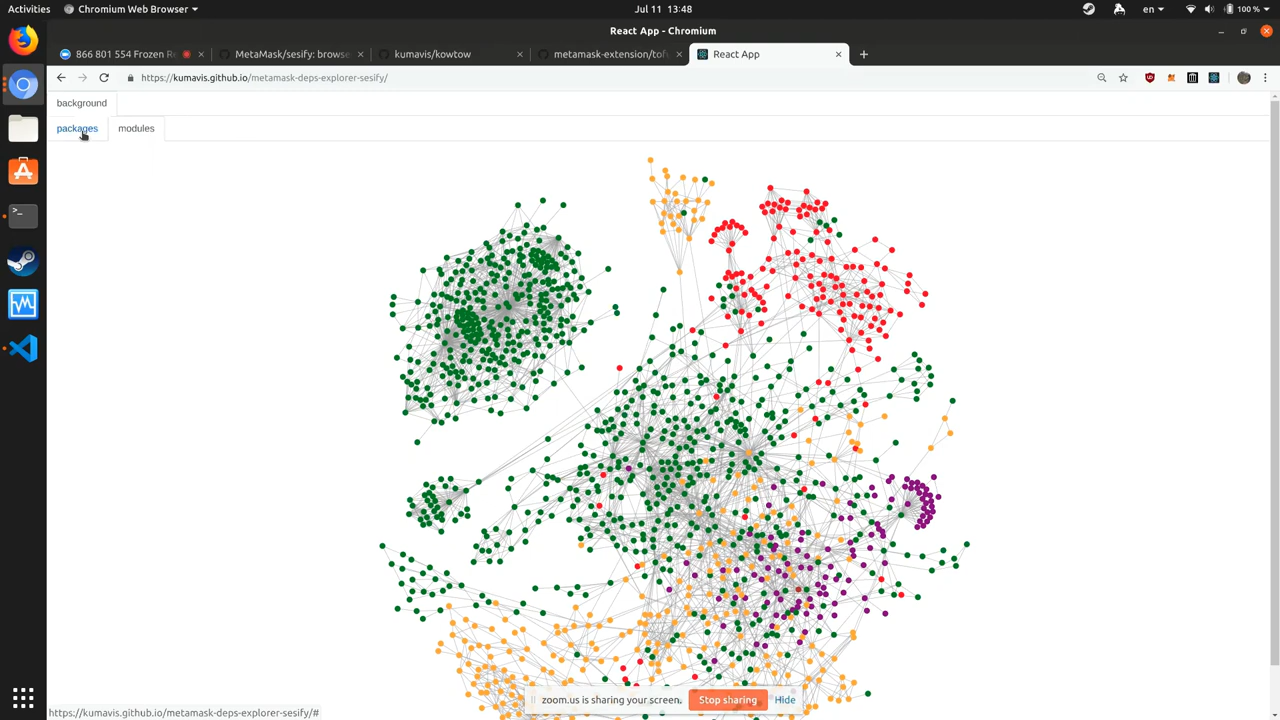 Activities
Chromium Web Browser
Jul 11 13:48
en
100 %
React App - Chromium
866 801 554 Frozen Re
MetaMask/sesify: browse
kumavis/kowtow
metamask-extension/tofu
React App
https://kumavis.github.io/metamask-deps-explorer-sesify/
background
packages
modules
zoom.us is sharing your screen.
Stop sharing
Hide
https://kumavis.github.io/metamask-deps-explorer-sesify/#